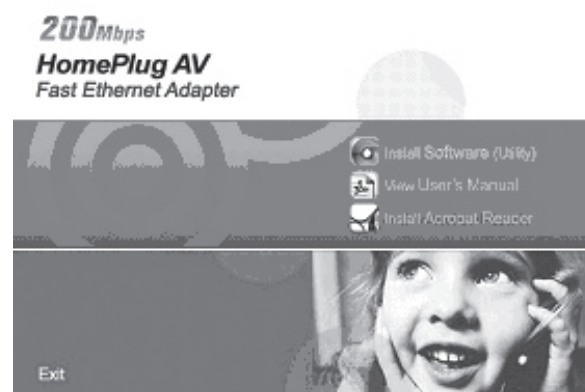 200Mbps
HomePlug AV
Fast Ethernet Adapter
Install Software (Utility)
View User's Manual
Install Acrobat Reader
Exit